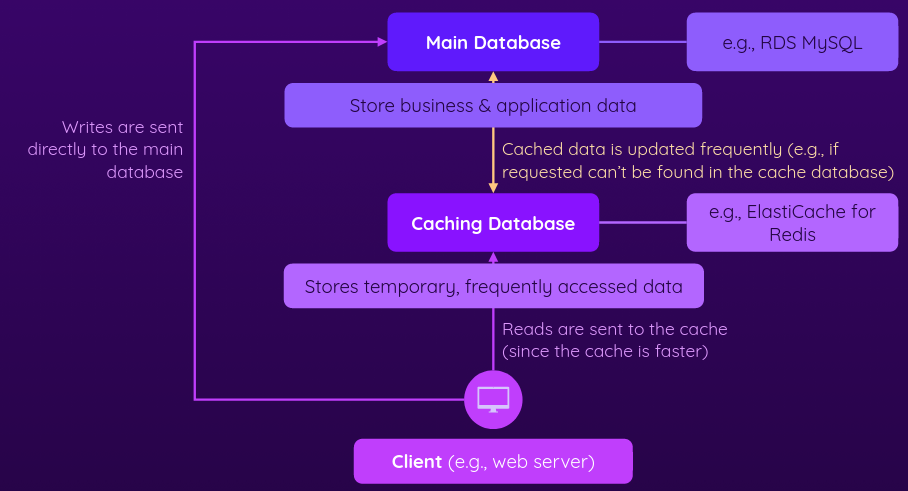 Main Database
e.g., RDS MySQL
Store business & application data
Writes are sent
directly to the main
database
Cached data is updated frequently (e.g., if
requested can't be found in the cache database)
Caching Database
e.g., ElastiCache for
Redis
Stores temporary, frequently accessed data
Reads are sent to the cache
(since the cache is faster)
Client (e.g., web server)